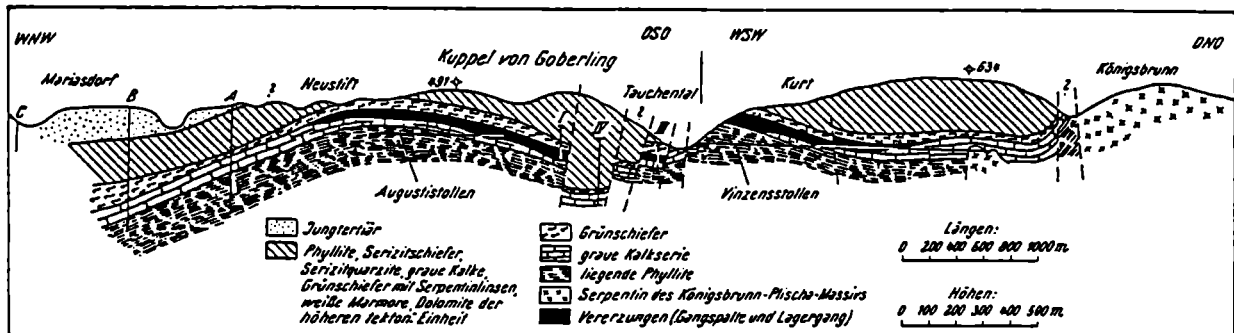 WNW
OSO
WSW
ONO
Kuppel von Goberling
Mariasdorf
Neustift
491
Tauchental
Kurt
634
Königsbrunn
C
B
A
?
?
?
I
II
Augustistollen
Vinzensstollen
Jungtertiär
Phyllite, Serizitschiefer,
Serizitquarzite, graue Kalke,
Grünschiefer mit Serpentinlinsen,
weiße Marmore, Dolomite der
höheren tekton. Einheit
Grünschiefer
graue Kalkserie
liegende Phyllite
Serpentin des Königsbrunn-Plischa-Massivs
Vererzungen (Gangspalte und Lagergang)
Längen:
0 200 400 600 800 1000 m.
Höhen:
0 100 200 300 400 500 m.